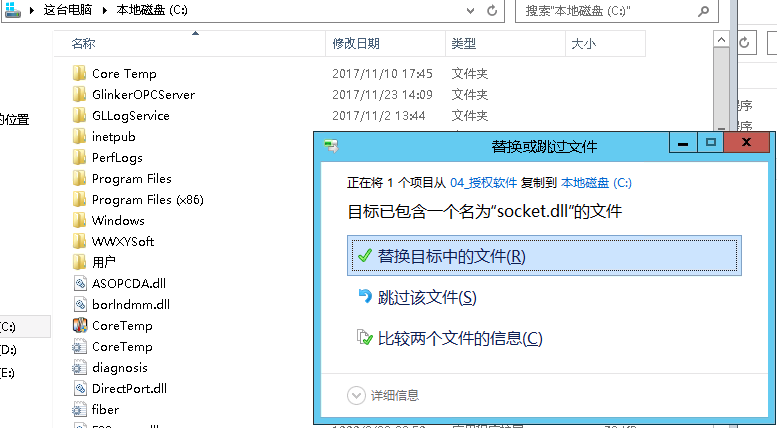 这台电脑 本地磁盘 (C:) 搜索"本地磁盘 (C:)"
名称 修改日期 类型 大小
Core Temp 2017/11/10 17:45 文件夹
GlinkerOPCServer 2017/11/23 14:09 文件夹
GLLogService 2017/11/2 13:44 文件夹
的位置
inetpub
PerfLogs
Program Files
Program Files (x86)
Windows
WWXYSoft
用户
ASOPCDA.dll
borlndmm.dll
(C:)
CoreTemp
(D:)
CoreTemp
(E:)
diagnosis
DirectPort.dll
fiber
替换或跳过文件
正在将 1 个项目从 04_授权软件 复制到 本地磁盘 (C:)
目标已包含一个名为“socket.dll”的文件
替换目标中的文件(R)
跳过该文件(S)
比较两个文件的信息(C)
详细信息